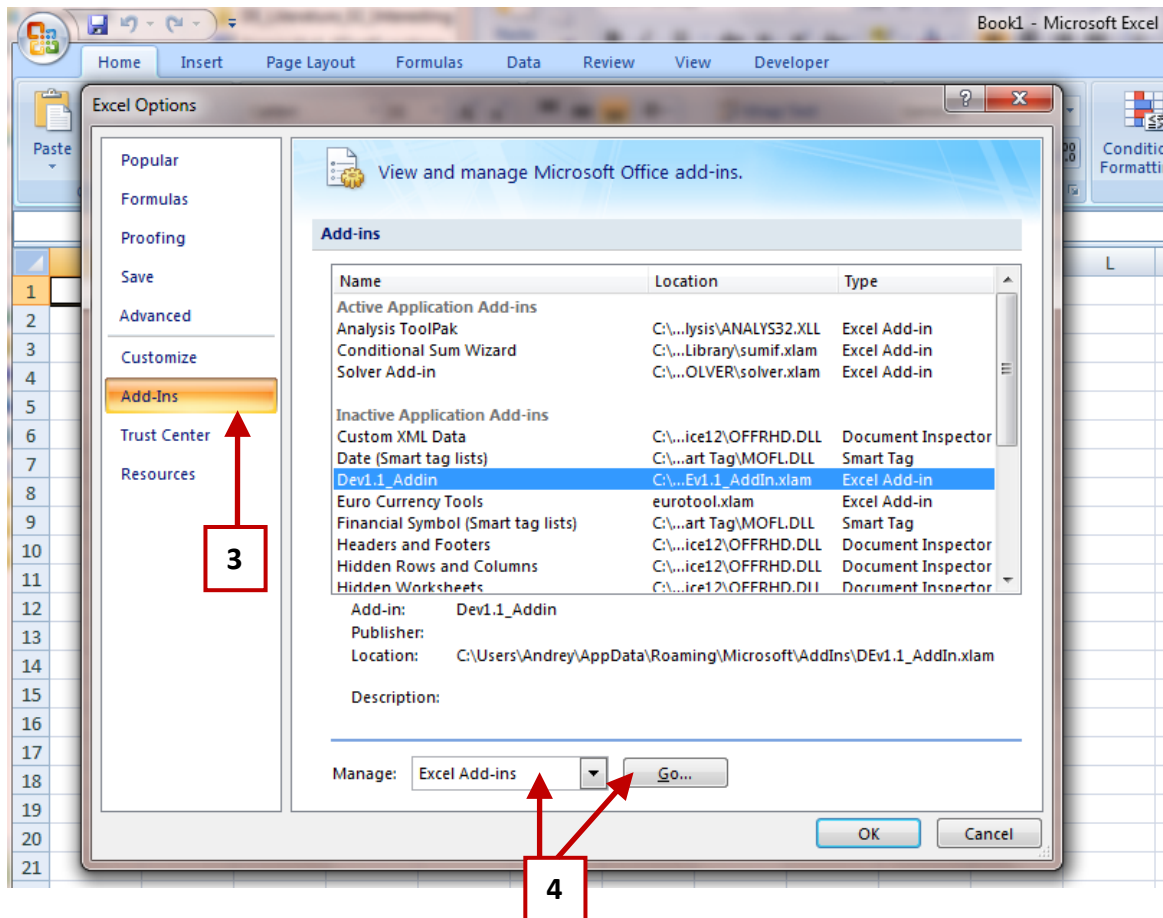 Book1 - Microsoft Excel
Home Insert Page Layout Formulas Data Review View Developer
Excel Options
?
X
Paste
Conditio
Formatti
Popular
Formulas
Proofing
Save
Advanced
Customize
Add-Ins
Trust Center
Resources
View and manage Microsoft Office add-ins.
Add-ins
Name Location Type
Active Application Add-ins
Analysis ToolPak C:\...lysis\ANALYS32.XLL Excel Add-in
Conditional Sum Wizard C:\...Library\sumif.xlam Excel Add-in
Solver Add-in C:\...OLVER\solver.xlam Excel Add-in
Inactive Application Add-ins
Custom XML Data C:\...ice12\OFFRHD.DLL Document Inspector
Date (Smart tag lists) C:\...art Tag\MOFL.DLL Smart Tag
Dev1.1_Addin C:\...Ev1.1_AddIn.xlam Excel Add-in
Euro Currency Tools eurotool.xlam Excel Add-in
Financial Symbol (Smart tag lists) C:\...art Tag\MOFL.DLL Smart Tag
Headers and Footers C:\...ice12\OFFRHD.DLL Document Inspector
Hidden Rows and Columns C:\...ice12\OFFRHD.DLL Document Inspector
Hidden Worksheets C:\...ice12\OFFRHD.DLL Document Inspector
Add-in: Dev1.1_Addin
Publisher:
Location: C:\Users\Andrey\AppData\Roaming\Microsoft\AddIns\DEv1.1_AddIn.xlam
Description:
Manage: Excel Add-ins Go...
OK Cancel
3
4
L
1
2
3
4
5
6
7
8
9
10
11
12
13
14
15
16
17
18
19
20
21